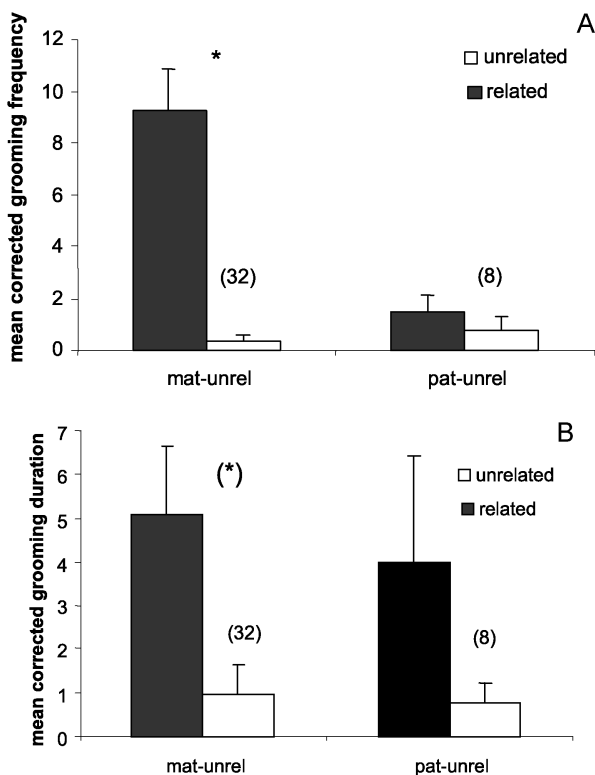 A
mean corrected grooming frequency
12
10
8
6
4
2
0
*
unrelated
related
(32)
(8)
mat-unrel
pat-unrel
B
mean corrected grooming duration
7
6
5
4
3
2
1
0
(*)
unrelated
related
(32)
(8)
mat-unrel
pat-unrel